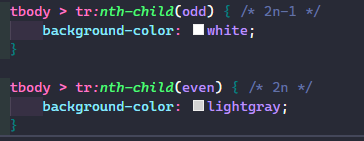 tbody > tr:nth-child(odd) { /* 2n-1 */
    background-color: white;
}
tbody > tr:nth-child(even) { /* 2n */
    background-color: lightgray;
}